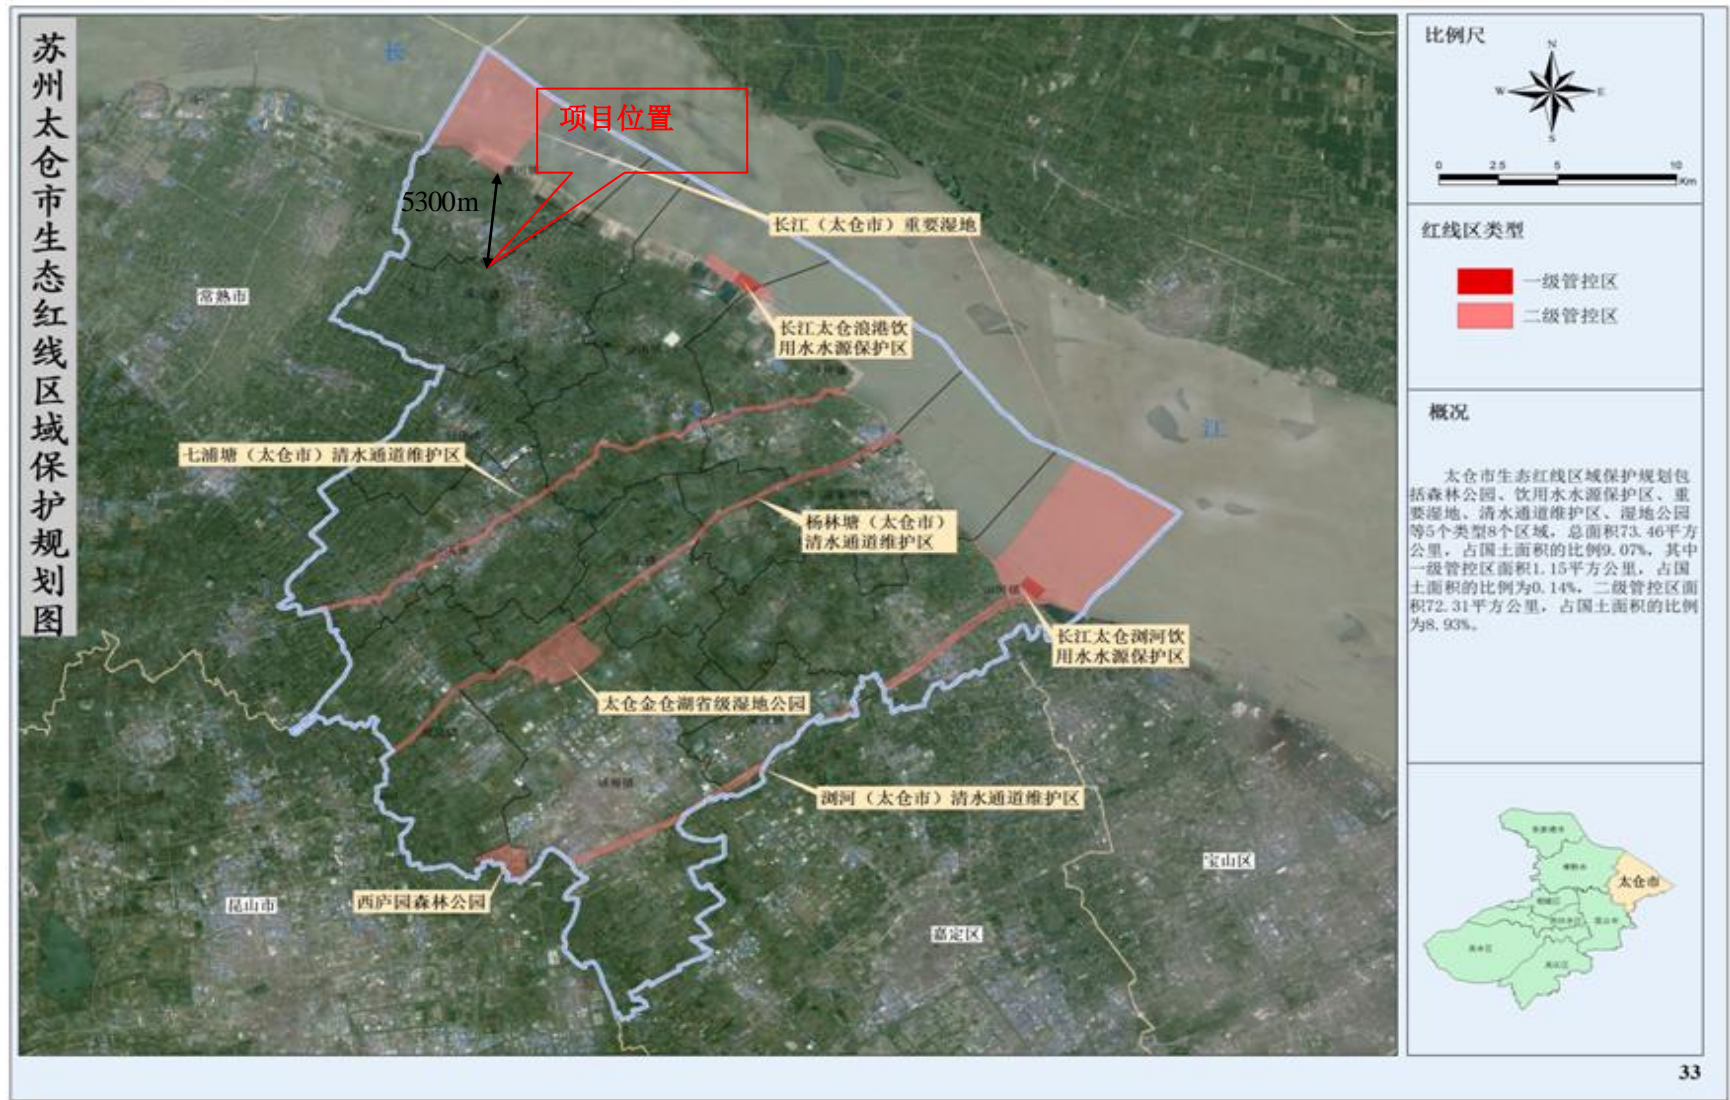 苏州太仓市生态红线区域保护规划图
长
项目位置
5300m
长江（太仓市）重要湿地
常熟市
长江太仓浪港饮
用水水源保护区
江
七浦塘（太仓市）清水通道维护区
杨林塘（太仓市）
清水通道维护区
长江太仓浏河饮
用水水源保护区
太仓金仓湖省级湿地公园
浏河（太仓市）清水通道维护区
宝山区
西庐园森林公园
昆山市
嘉定区
比例尺
N
W
E
S
0 2.5 5 10
Km
红线区类型
一级管控区
二级管控区
概况
太仓市生态红线区域保护规划包
括森林公园、饮用水水源保护区、重
要湿地、清水通道维护区、湿地公园
等5个类型8个区域，总面积73.46平方
公里，占国土面积的比例9.07%，其中
一级管控区面积1.15平方公里，占国
土面积的比例为0.14%，二级管控区面
积72.31平方公里，占国土面积的比例
为8.93%。
太仓市
33